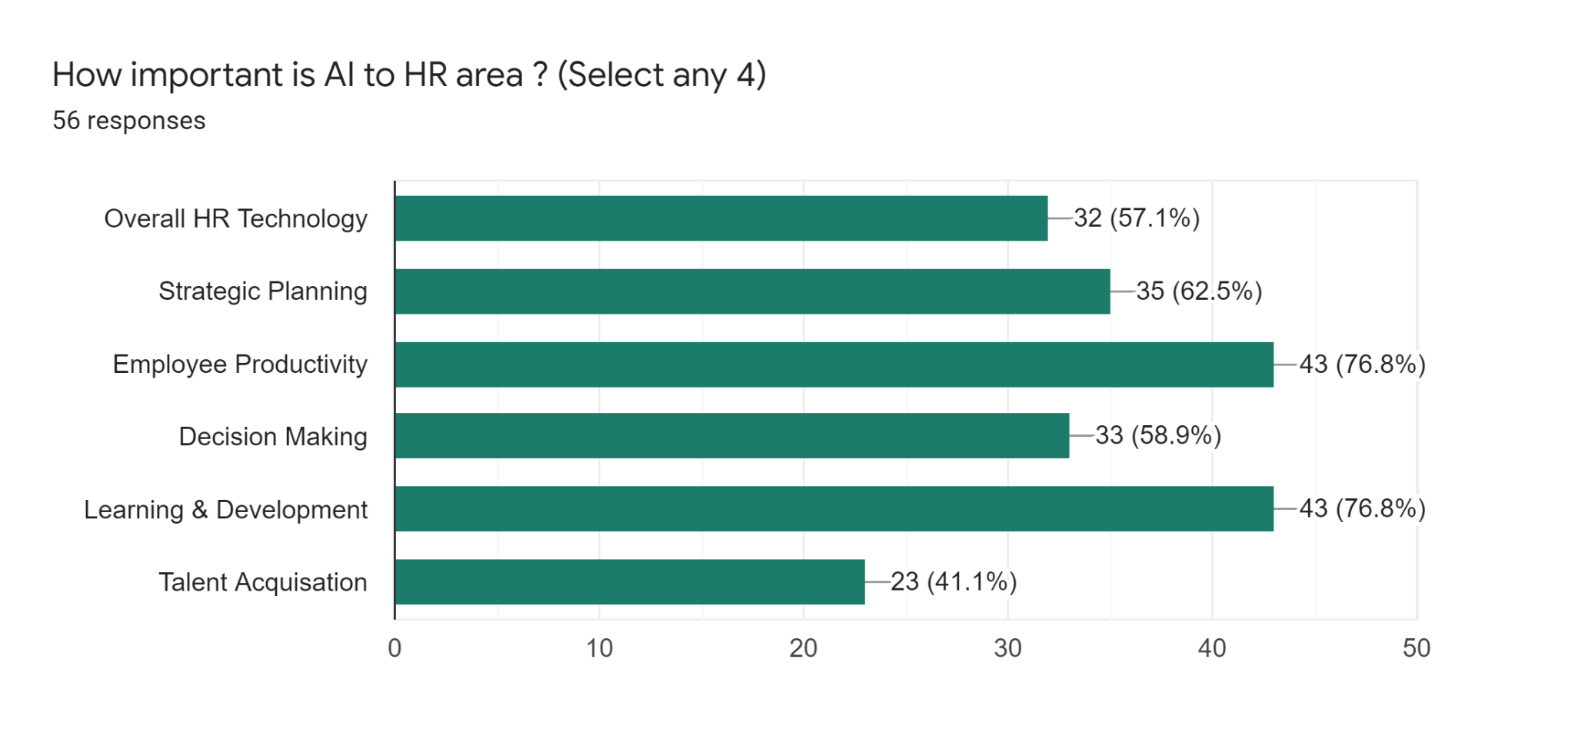 How important is AI to HR area ? (Select any 4)
56 responses
Overall HR Technology 32 (57.1%)
Strategic Planning 35 (62.5%)
Employee Productivity 43 (76.8%)
Decision Making 33 (58.9%)
Learning & Development 43 (76.8%)
Talent Acquisation 23 (41.1%)
0 10 20 30 40 50